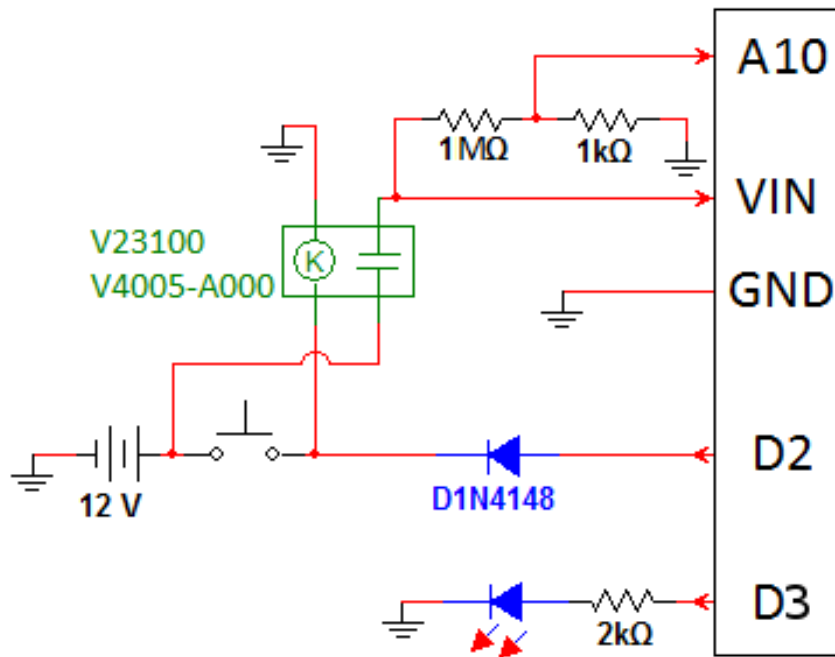 A10
1MΩ
1kΩ
VIN
V23100
V4005-A000
K
GND
D2
12 V
D1N4148
D3
2kΩ